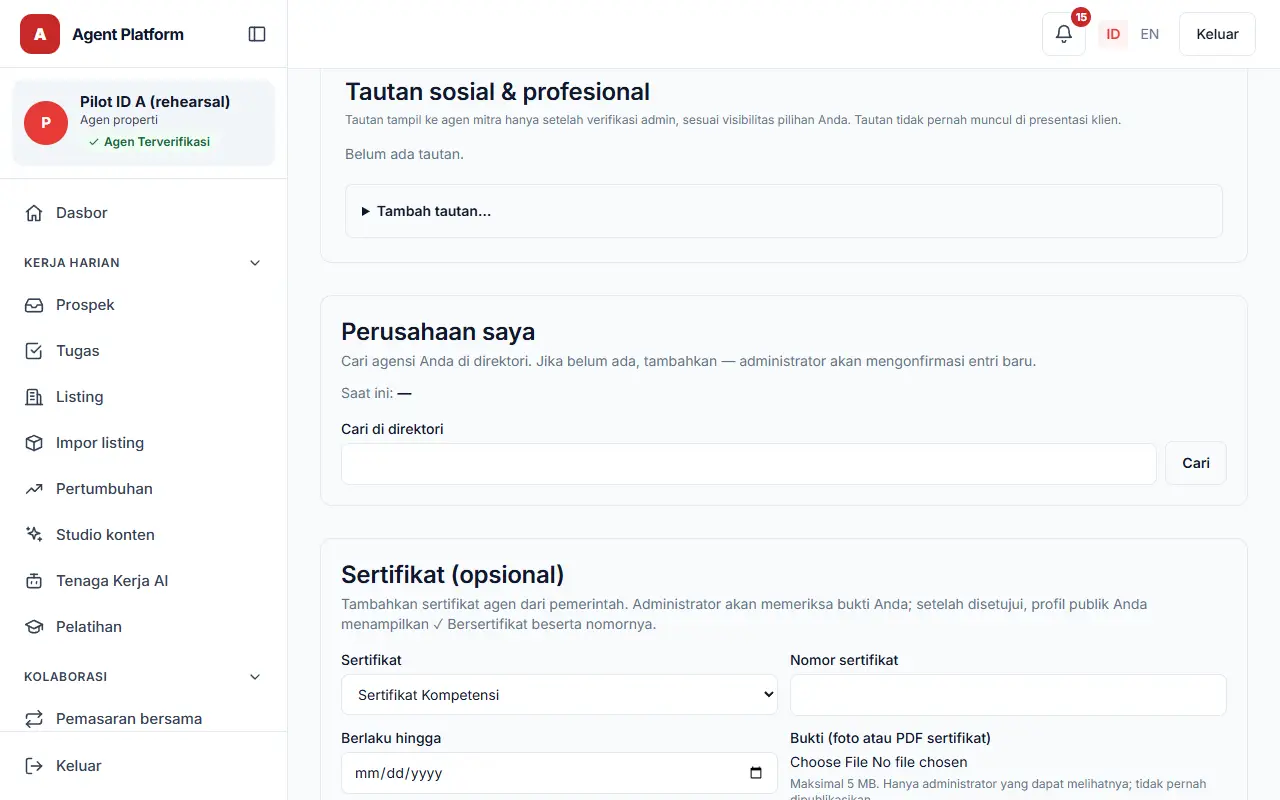 A
Agent Platform
15
ID
EN
Keluar
P
Pilot ID A (rehearsal)
Agen properti
✓ Agen Terverifikasi
Dasbor
KERJA HARIAN
Prospek
Tugas
Listing
Impor listing
Pertumbuhan
Studio konten
Tenaga Kerja AI
Pelatihan
KOLABORASI
Pemasaran bersama
Keluar
Tautan sosial & profesional
Tautan tampil ke agen mitra hanya setelah verifikasi admin, sesuai visibilitas pilihan Anda. Tautan tidak pernah muncul di presentasi klien.
Belum ada tautan.
▶ Tambah tautan...
Perusahaan saya
Cari agensi Anda di direktori. Jika belum ada, tambahkan — administrator akan mengonfirmasi entri baru.
Saat ini: —
Cari di direktori
Cari
Sertifikat (opsional)
Tambahkan sertifikat agen dari pemerintah. Administrator akan memeriksa bukti Anda; setelah disetujui, profil publik Anda
menampilkan ✓ Bersertifikat beserta nomornya.
Sertifikat
Sertifikat Kompetensi
Nomor sertifikat
Berlaku hingga
mm/dd/yyyy
Bukti (foto atau PDF sertifikat)
Choose File No file chosen
Maksimal 5 MB. Hanya administrator yang dapat melihatnya; tidak pernah
dipublikasikan.